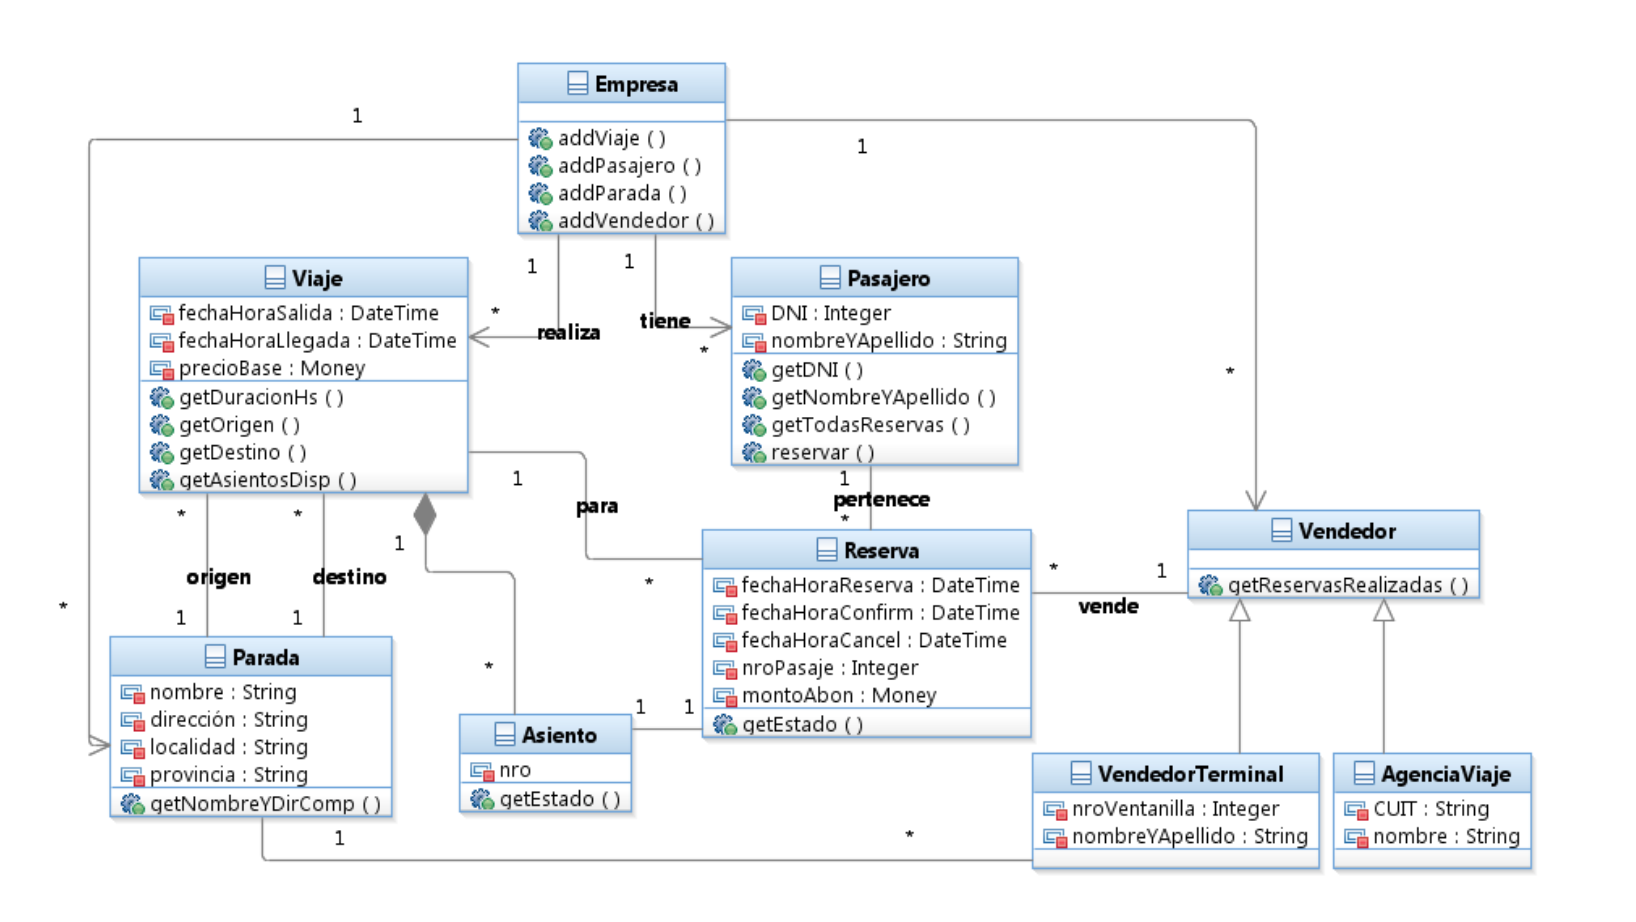 Empresa
addViaje ( )
addPasajero ( )
addParada ( )
addVendedor ( )
1
1
1
1
*
realiza
tiene
*
*
*
Viaje
fechaHoraSalida : DateTime
fechaHoraLlegada : DateTime
precioBase : Money
getDuracionHs ( )
getOrigen ( )
getDestino ( )
getAsientosDisp ( )
Pasajero
DNI : Integer
nombreYApellido : String
getDNI ( )
getNombreYApellido ( )
getTodasReservas ( )
reservar ( )
1
para
*
1
pertenece
*
*
origen
1
*
destino
1
1
*
Vendedor
getReservasRealizadas ( )
Reserva
fechaHoraReserva : DateTime
fechaHoraConfirm : DateTime
fechaHoraCancel : DateTime
nroPasaje : Integer
montoAbon : Money
getEstado ( )
*
1
vende
Parada
nombre : String
dirección : String
localidad : String
provincia : String
getNombreYDirComp ( )
Asiento
nro
getEstado ( )
1
1
VendedorTerminal
nroVentanilla : Integer
nombreYApellido : String
AgenciaViaje
CUIT : String
nombre : String
1
*